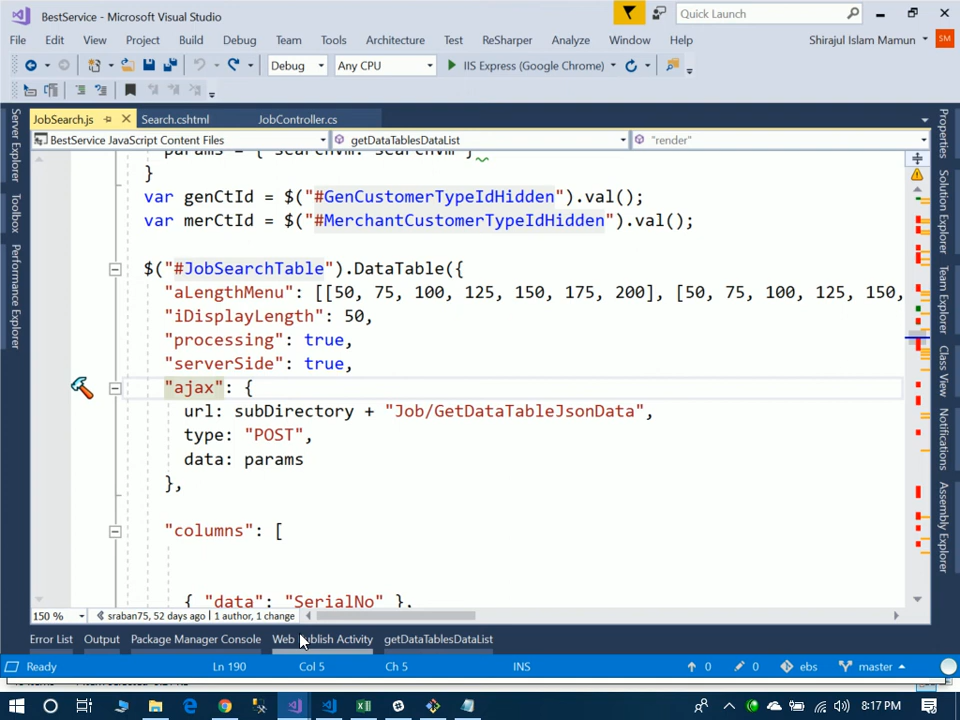 BestService - Microsoft Visual Studio
Quick Launch
File Edit View Project Build Debug Team Tools Architecture Test ReSharper Analyze Window Help Shirajul Islam Mamun SM
Debug Any CPU IIS Express (Google Chrome)
JobSearch.js Search.cshtml JobController.cs
BestService JavaScript Content Files getDataTablesDataList "render"
params = { searchVm: searchVm }
}
var genCtId = $("#GenCustomerTypeIdHidden").val();
var merCtId = $("#MerchantCustomerTypeIdHidden").val();
$("#JobSearchTable").DataTable({
"aLengthMenu": [[50, 75, 100, 125, 150, 175, 200], [50, 75, 100, 125, 150,
"iDisplayLength": 50,
"processing": true,
"serverSide": true,
"ajax": {
url: subDirectory + "Job/GetDataTableJsonData",
type: "POST",
data: params
},
"columns": [
{ "data": "SerialNo" },
Server Explorer
Toolbox
Performance Explorer
Properties
Solution Explorer
Team Explorer
Class View
Notifications
Assembly Explorer
150 % sraban75, 52 days ago | 1 author, 1 change
Error List Output Package Manager Console Web Publish Activity getDataTablesDataList
Ready Ln 190 Col 5 Ch 5 INS 0 0 ebs master
8:17 PM